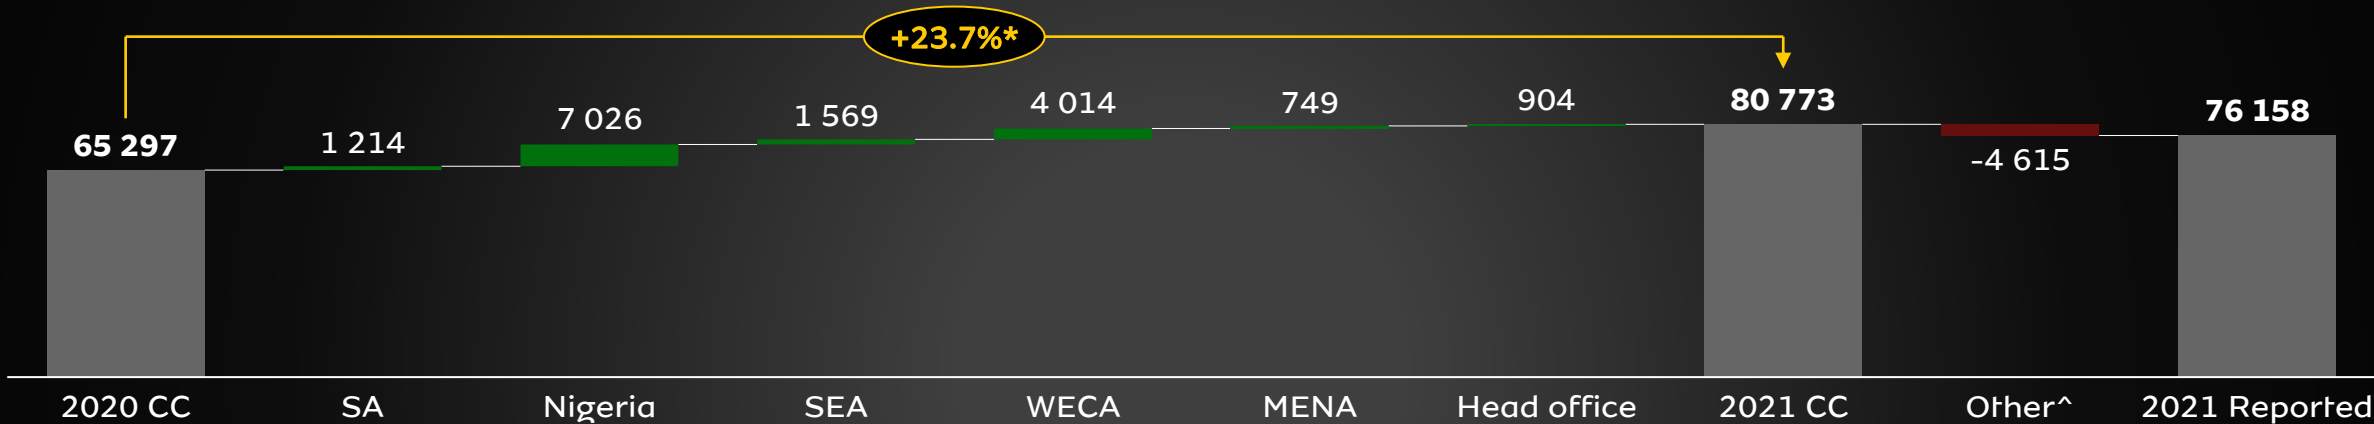 +23.7%*
65 297
1 214
7 026
1 569
4 014
749
904
80 773
-4 615
76 158
2020 CC
SA
Nigeria
SEA
WECA
MENA
Head office
2021 CC
Other^
2021 Reported